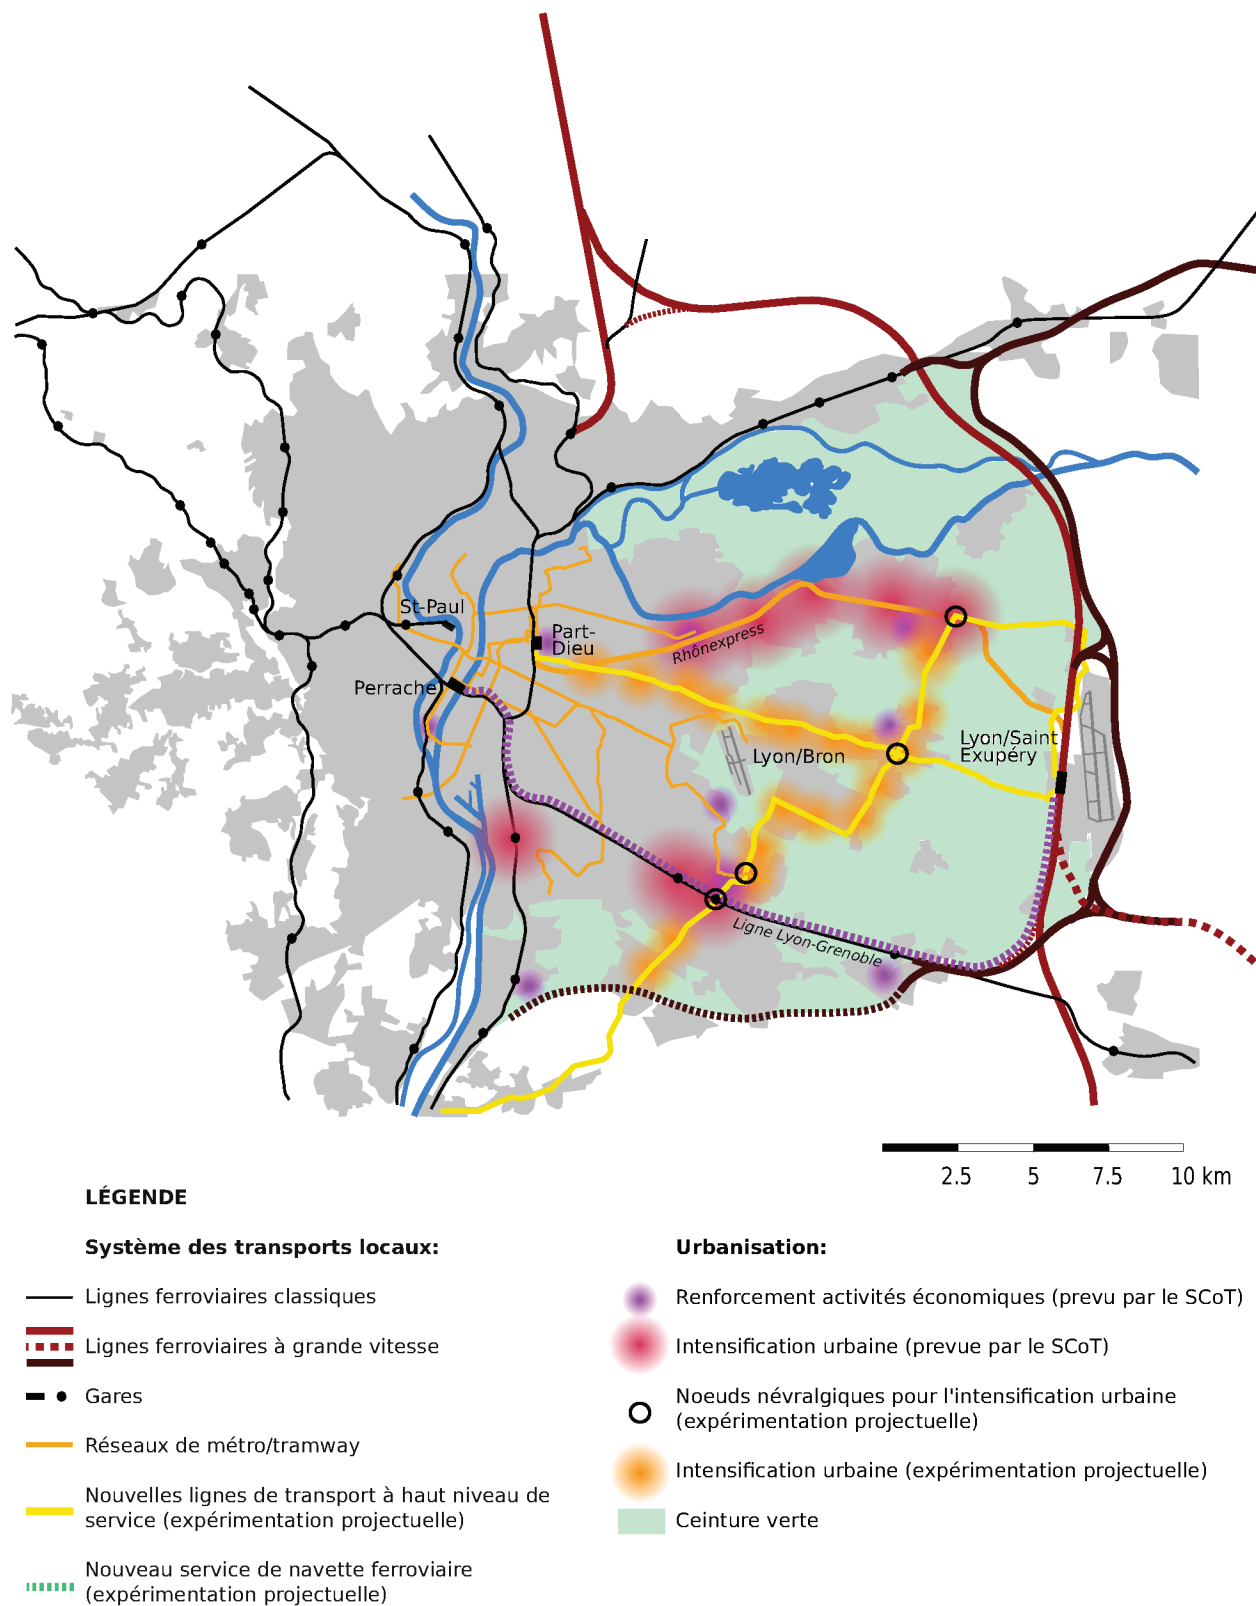 St-Paul
Part-
Dieu
Rhônexpress
Perrache
Lyon/Bron
Lyon/Saint
Exupéry
Ligne Lyon-Grenoble
2.5 5 7.5 10 km
LÉGENDE
Système des transports locaux:
Lignes ferroviaires classiques
Lignes ferroviaires à grande vitesse
Gares
Réseaux de métro/tramway
Nouvelles lignes de transport à haut niveau de
service (expérimentation projectuelle)
Nouveau service de navette ferroviaire
(expérimentation projectuelle)
Urbanisation:
Renforcement activités économiques (prevu par le SCoT)
Intensification urbaine (prevue par le SCoT)
Noeuds névralgiques pour l'intensification urbaine
(expérimentation projectuelle)
Intensification urbaine (expérimentation projectuelle)
Ceinture verte